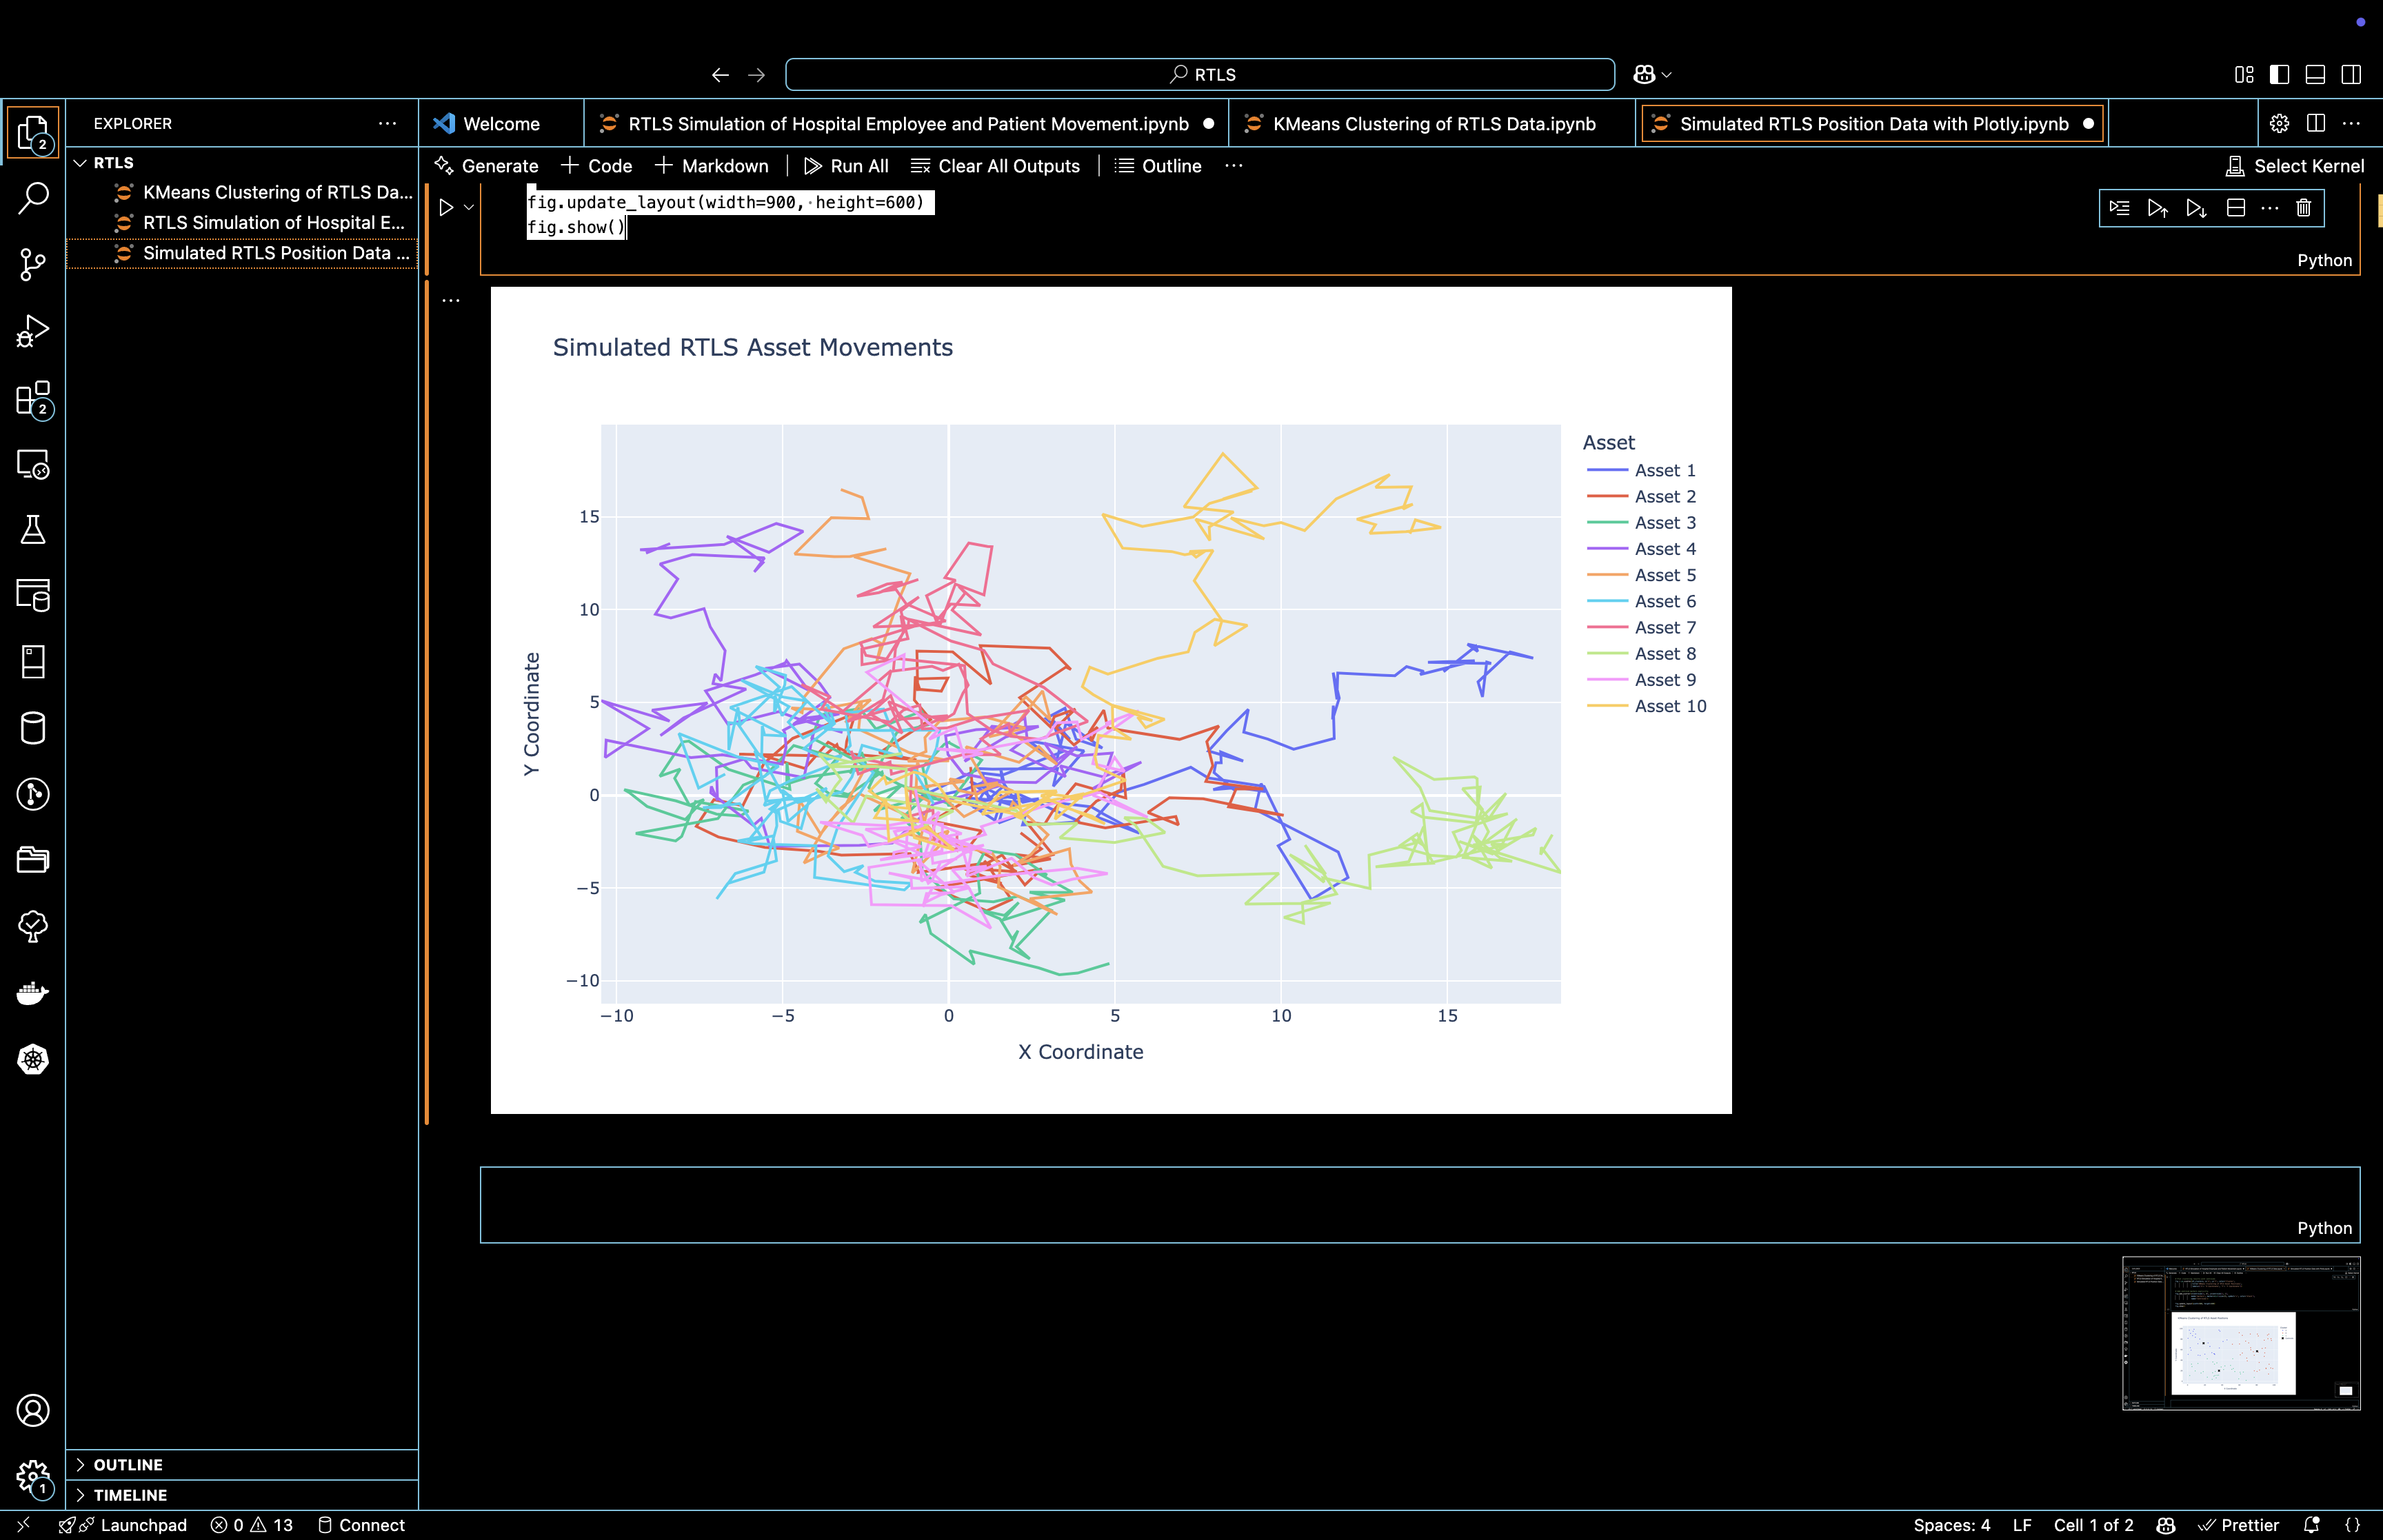 RTLS
EXPLORER
Welcome
RTLS Simulation of Hospital Employee and Patient Movement.ipynb
KMeans Clustering of RTLS Data.ipynb
Simulated RTLS Position Data with Plotly.ipynb
RTLS
Generate
Code
Markdown
Run All
Clear All Outputs
Outline
Select Kernel
KMeans Clustering of RTLS Da...
RTLS Simulation of Hospital E...
Simulated RTLS Position Data ...
2
fig.update_layout(width=900, height=600)
fig.show()
Python
Simulated RTLS Asset Movements
Asset
Asset 1
Asset 2
Asset 3
Asset 4
Asset 5
Asset 6
Asset 7
Asset 8
Asset 9
Asset 10
Y Coordinate
15
10
5
0
−5
−10
−10
−5
0
5
10
15
X Coordinate
2
Python
OUTLINE
1
TIMELINE
Launchpad
0
13
Connect
Spaces: 4
LF
Cell 1 of 2
Prettier